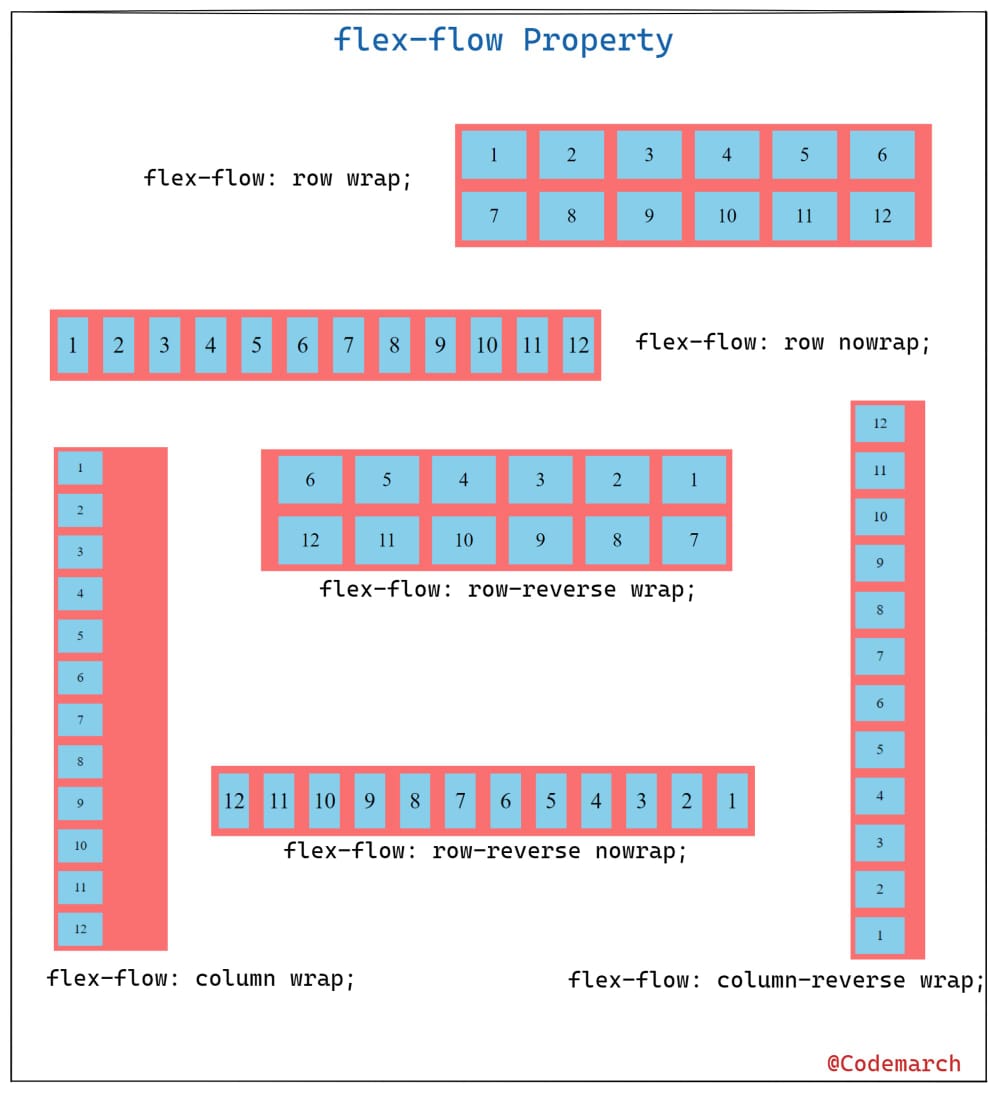 flex-flow Property
flex-flow: row wrap;
1 2 3 4 5 6
7 8 9 10 11 12
1 2 3 4 5 6 7 8 9 10 11 12
flex-flow: row nowrap;
1
2
3
4
5
6
7
8
9
10
11
12
flex-flow: column wrap;
6 5 4 3 2 1
12 11 10 9 8 7
flex-flow: row-reverse wrap;
12 11 10 9 8 7 6 5 4 3 2 1
flex-flow: row-reverse nowrap;
12
11
10
9
8
7
6
5
4
3
2
1
flex-flow: column-reverse wrap;
@Codemarch